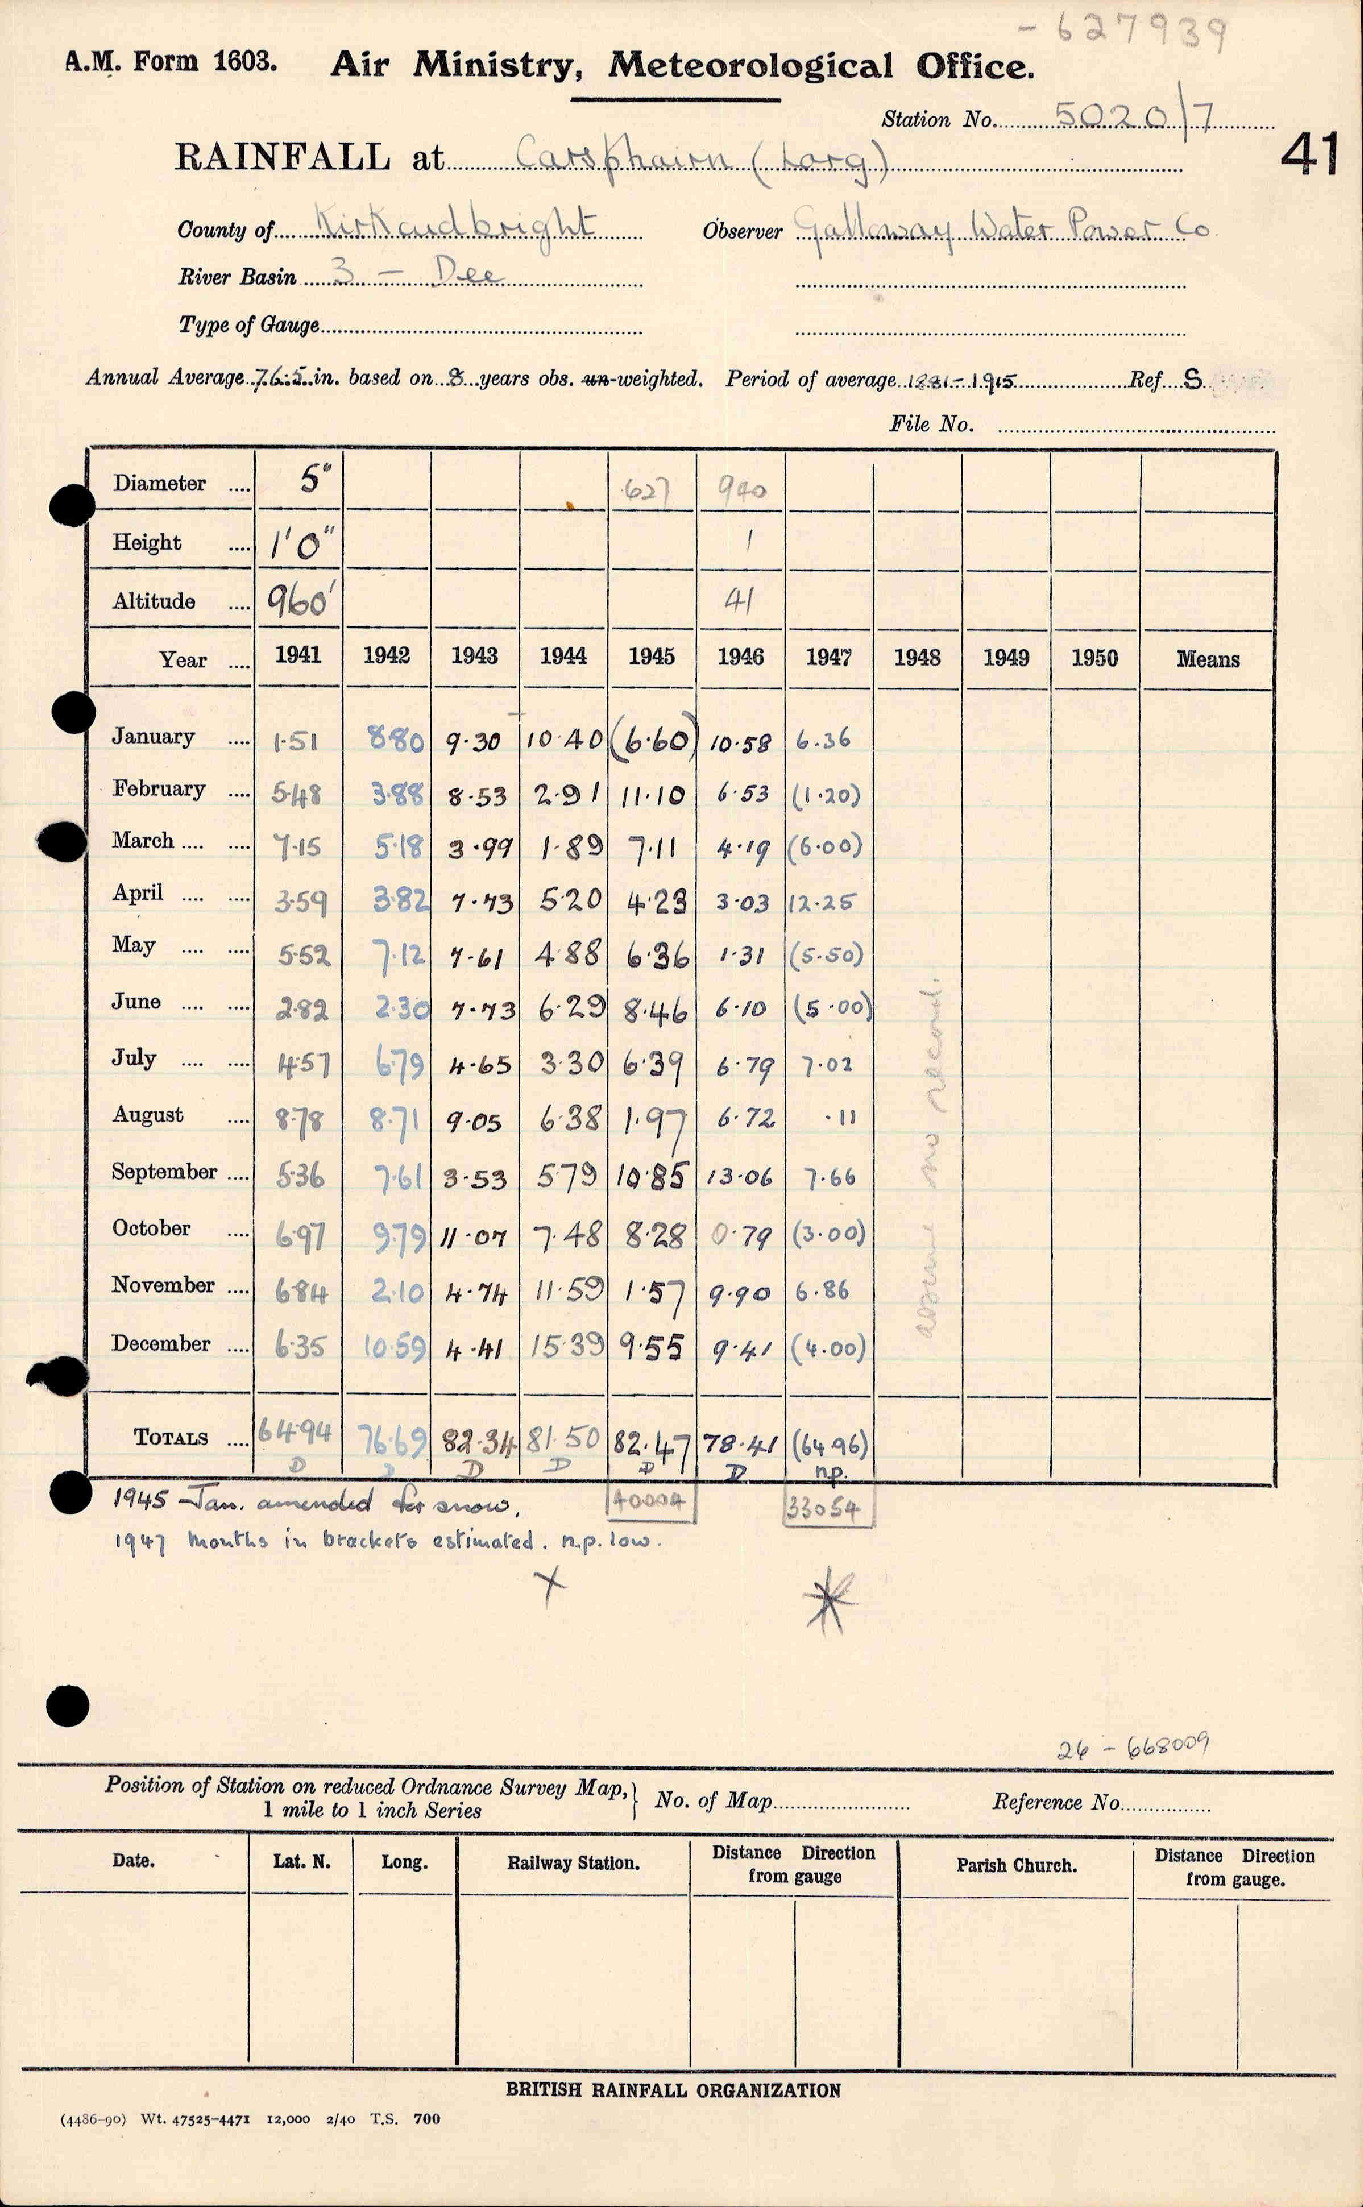 - 627939
A.M. Form 1603. Air Ministry, Meteorological Office.
Station No. 5020/7
41
RAINFALL at Carsphairn (Lorg)
County of Kirkcudbright Observer Galloway Water Power Co
River Basin 3 - Dee
Type of Gauge
Annual Average 76.5 in. based on 8 years obs. un-weighted. Period of average 1881-1915 Ref S
File No.
Diameter .... 5" 627 940
Height .... 1'0" 1
Altitude .... 960' 41
Year .... 1941 1942 1943 1944 1945 1946 1947 1948 1949 1950 Means
January .... 1.51 8.80 9.30 10.40 (6.60) 10.58 6.36
February .... 5.48 3.88 8.53 2.91 11.10 6.53 (1.20)
March .... .... 7.15 5.18 3.99 1.89 7.11 4.19 (6.00)
April .... .... 3.59 3.82 7.73 5.20 4.23 3.03 12.25
May .... .... 5.52 7.12 7.61 4.88 6.36 1.31 (5.50)
June .... .... 2.82 2.30 7.73 6.29 8.46 6.10 (5.00)
July .... .... 4.57 6.79 4.65 3.30 6.39 6.79 7.02
August .... 8.78 8.71 9.05 6.38 1.97 6.72 .11
September .... 5.36 7.61 3.53 5.79 10.85 13.06 7.66
October .... 6.97 9.79 11.07 7.48 8.28 0.79 (3.00)
November .... 6.84 2.10 4.74 11.59 1.57 9.90 6.86
December .... 6.35 10.59 4.41 15.39 9.55 9.41 (4.00)
assume no record.
TOTALS .... 64.94 76.69 82.34 81.50 82.47 78.41 (64.96)
D D D D D D n.p.
1945 Jan. amended for snow. 40004 33054
1947 Months in brackets estimated. n.p. low.
26 - 668009
Position of Station on reduced Ordnance Survey Map, } No. of Map Reference No.
1 mile to 1 inch Series
Date. Lat. N. Long. Railway Station. Distance Direction from gauge Parish Church. Distance Direction from gauge.
BRITISH RAINFALL ORGANIZATION
(4486-90) Wt. 47525-4471 12,000 2/40 T.S. 700